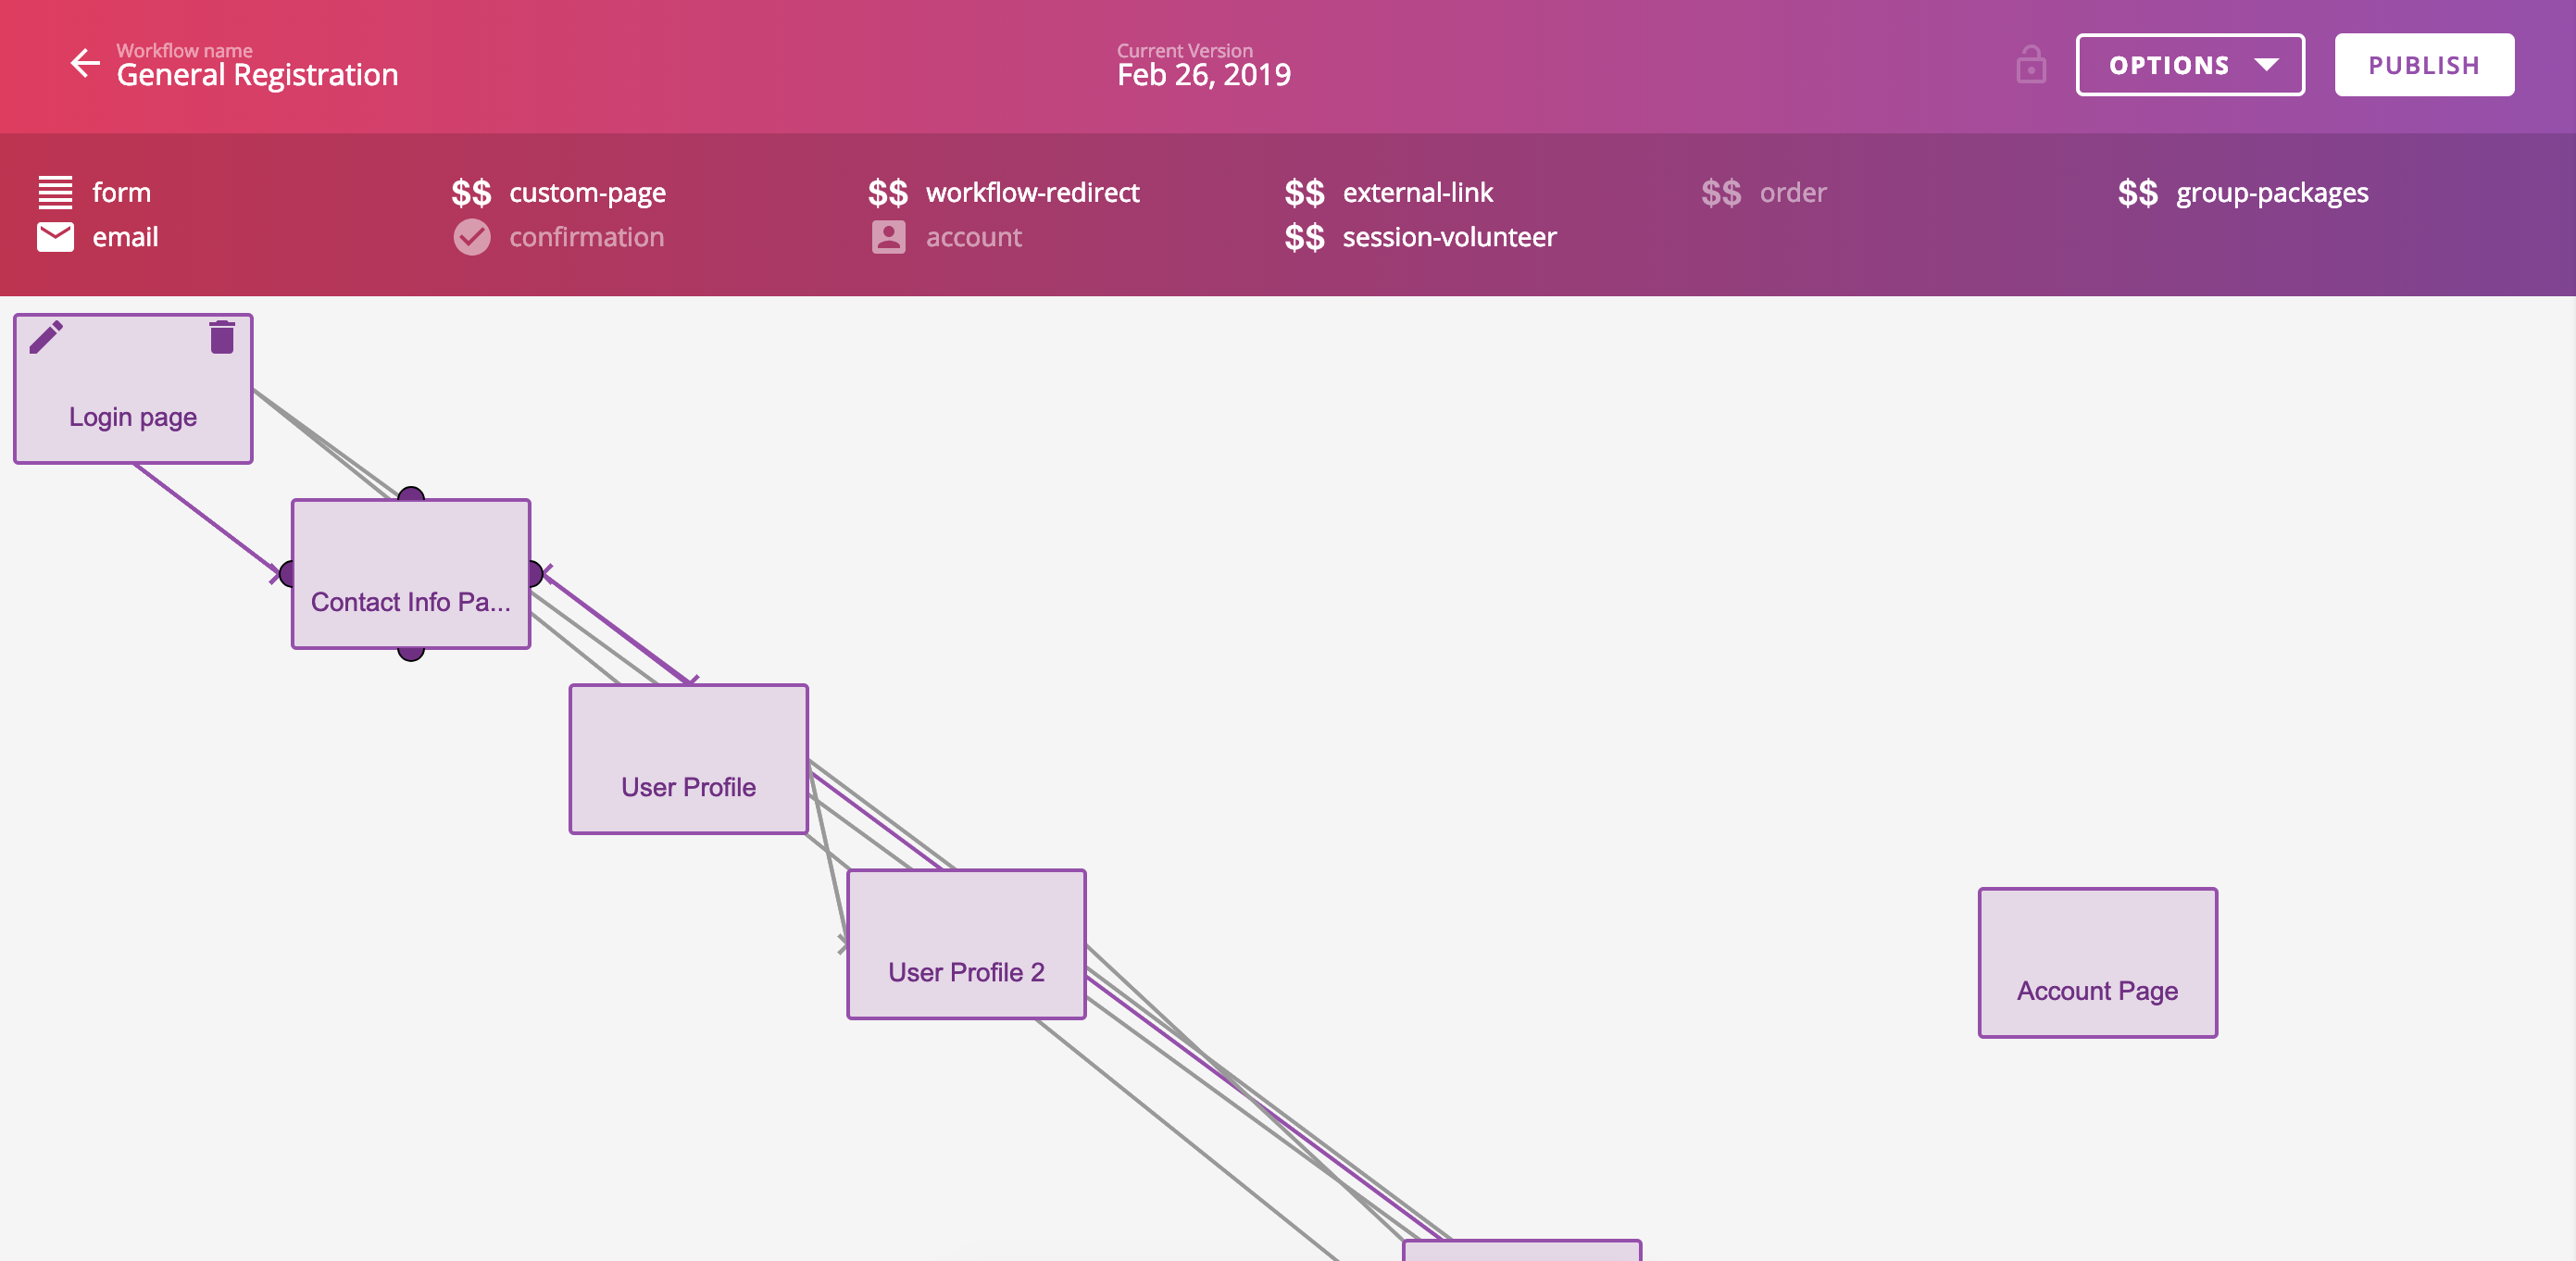 Workflow name
General Registration
Current Version
Feb 26, 2019
OPTIONS
PUBLISH
form
$$ custom-page
$$ workflow-redirect
$$ external-link
$$ order
$$ group-packages
email
confirmation
account
$$ session-volunteer
Login page
Contact Info Pa...
User Profile
User Profile 2
Account Page